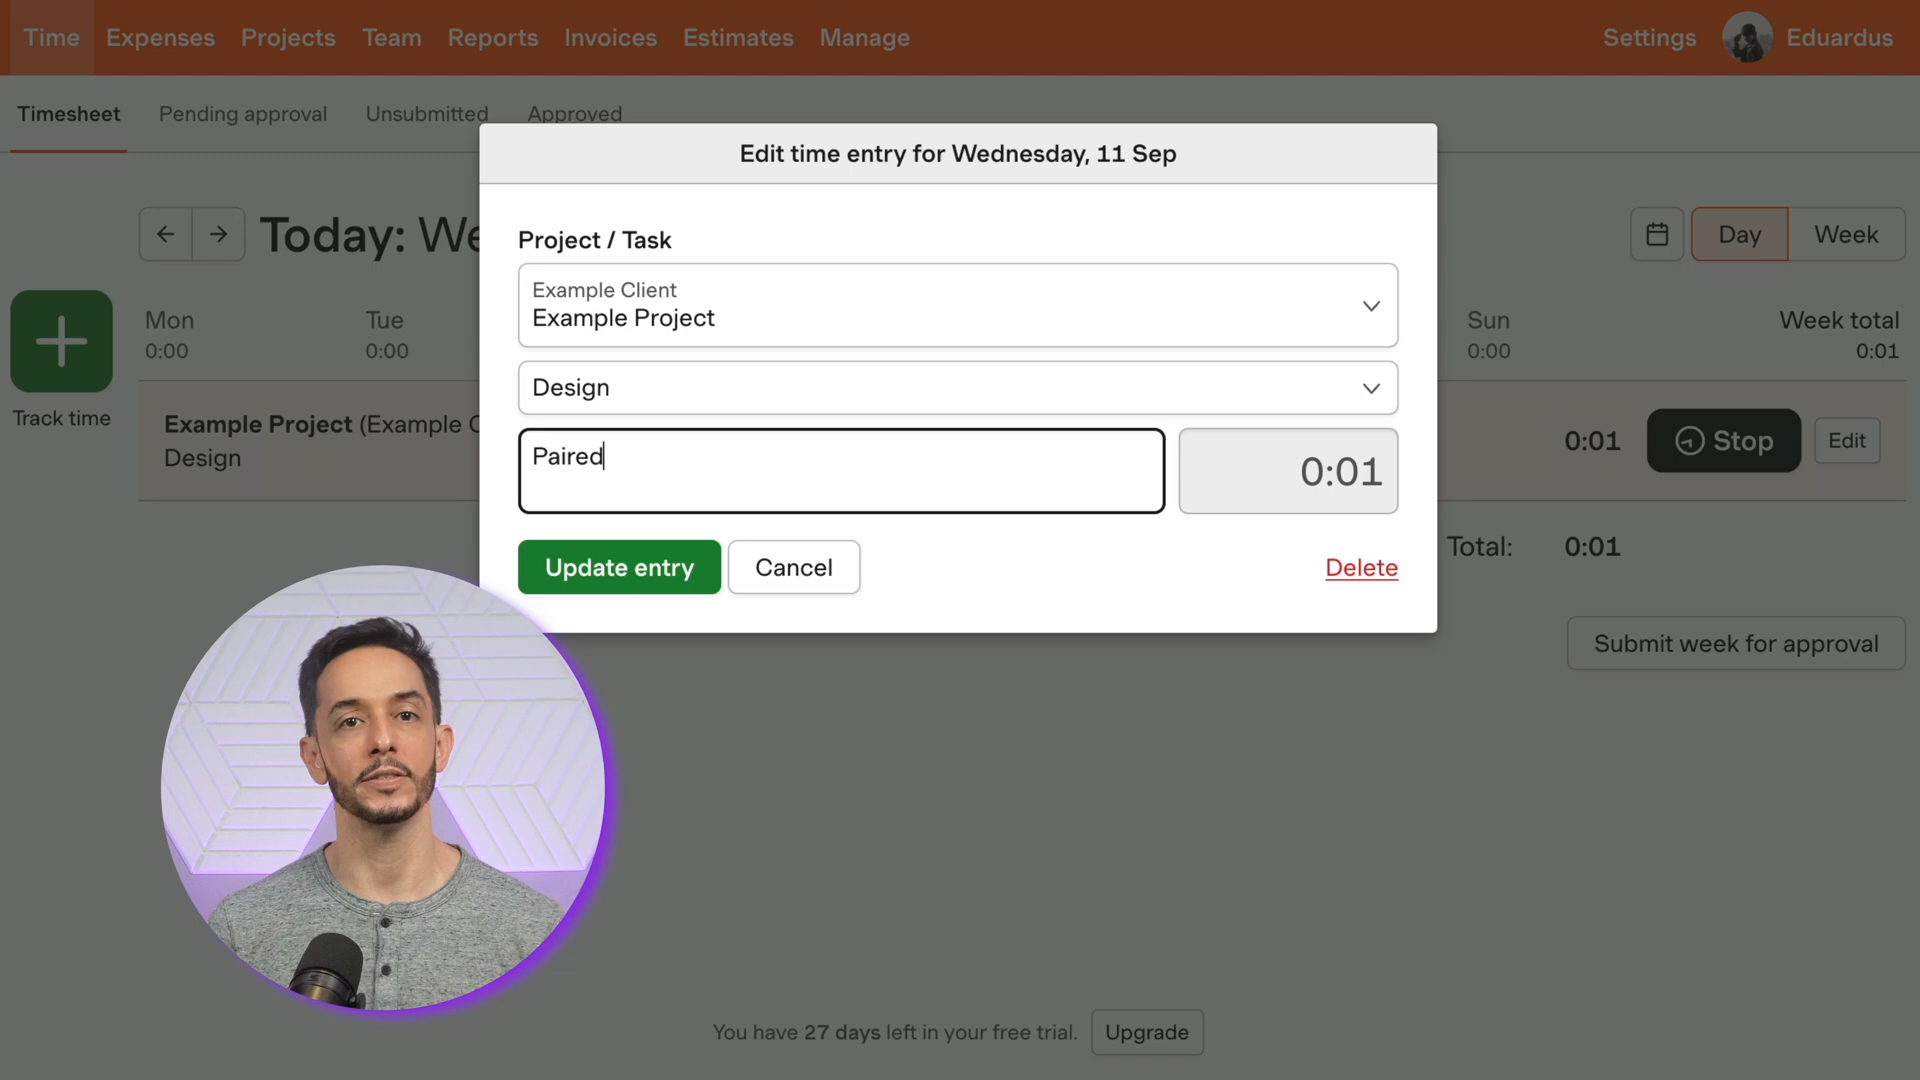 Time Expenses Projects Team Reports Invoices Estimates Manage Settings Eduardus
Timesheet Pending approval Unsubmitted Approved
Edit time entry for Wednesday, 11 Sep
Today: We
Day Week
Project / Task
Example Client
Example Project
Mon Tue Sun Week total
0:00 0:00 0:00 0:01
Track time
Design
Example Project (Example C
Design
0:01 Stop Edit
Paired
0:01
Update entry Cancel Delete
Total: 0:01
Submit week for approval
You have 27 days left in your free trial. Upgrade